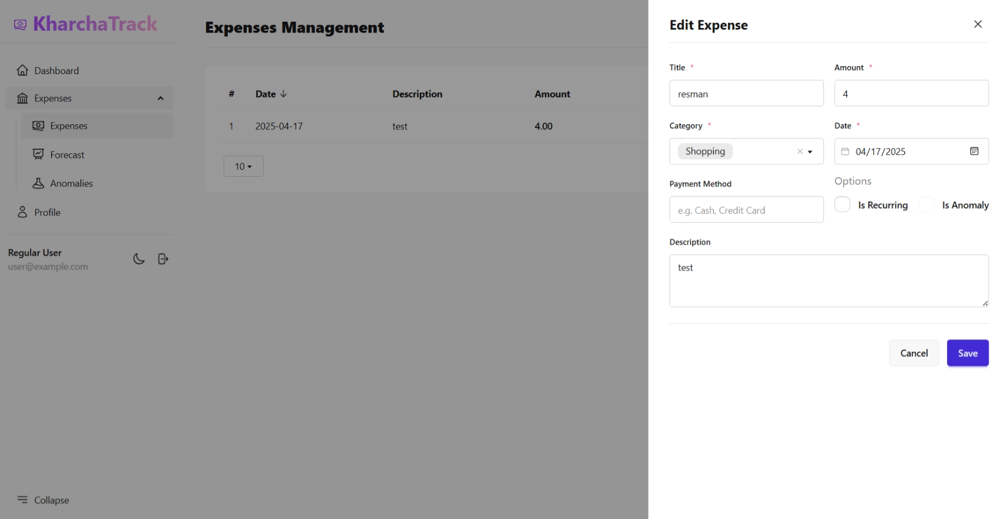 KharchaTrack
Dashboard
Expenses
Expenses
Forecast
Anomalies
Profile
Regular User
user@example.com
Collapse
Expenses Management
# Date Description Amount
1 2025-04-17 test 4.00
10
Edit Expense
Title * Amount *
resman 4
Category * Date *
Shopping 04/17/2025
Payment Method Options
e.g. Cash, Credit Card Is Recurring Is Anomaly
Description
test
Cancel Save